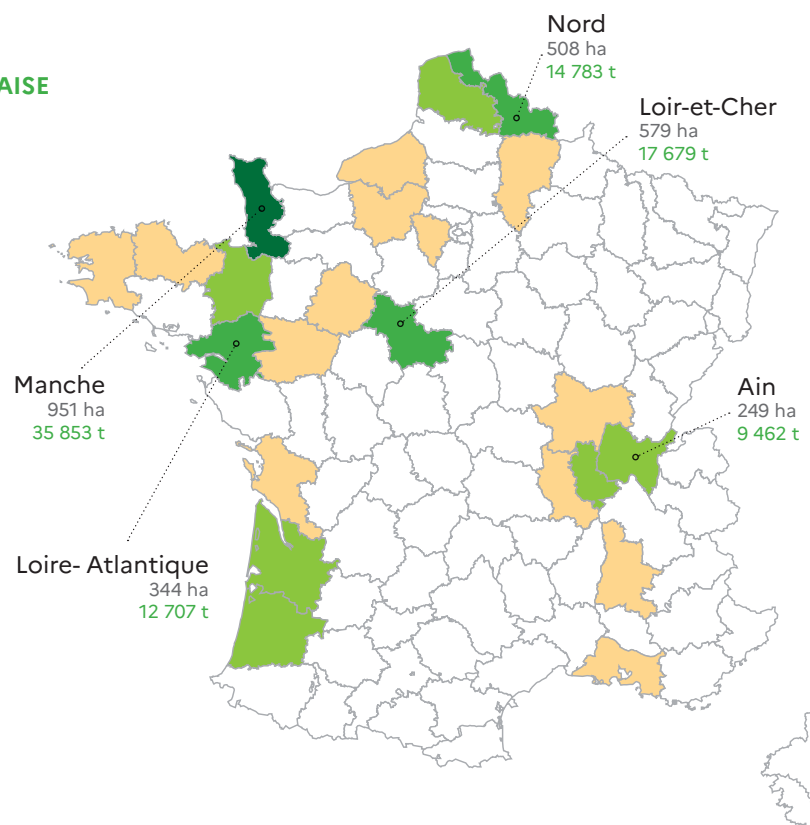 Nord
508 ha
14 783 t
AISE
Loir-et-Cher
579 ha
17 679 t
Manche
951 ha
35 853 t
Ain
249 ha
9 462 t
Loire- Atlantique
344 ha
12 707 t